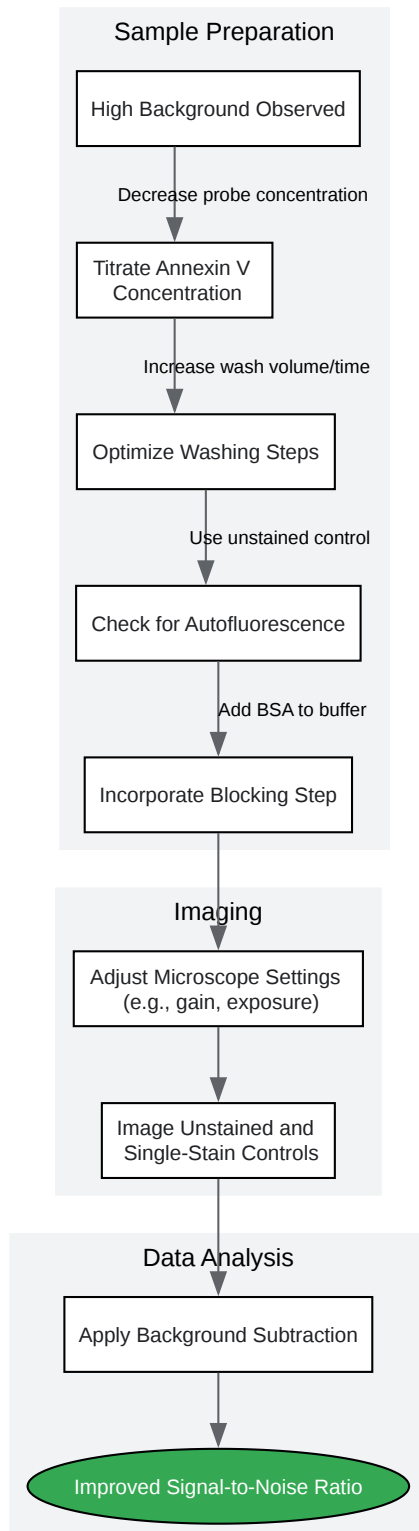 Sample Preparation
High Background Observed
Decrease probe concentration
Titrate Annexin V
Concentration
Increase wash volume/time
Optimize Washing Steps
Use unstained control
Check for Autofluorescence
Add BSA to buffer
Incorporate Blocking Step
Imaging
Adjust Microscope Settings
(e.g., gain, exposure)
Image Unstained and
Single-Stain Controls
Data Analysis
Apply Background Subtraction
Improved Signal-to-Noise Ratio